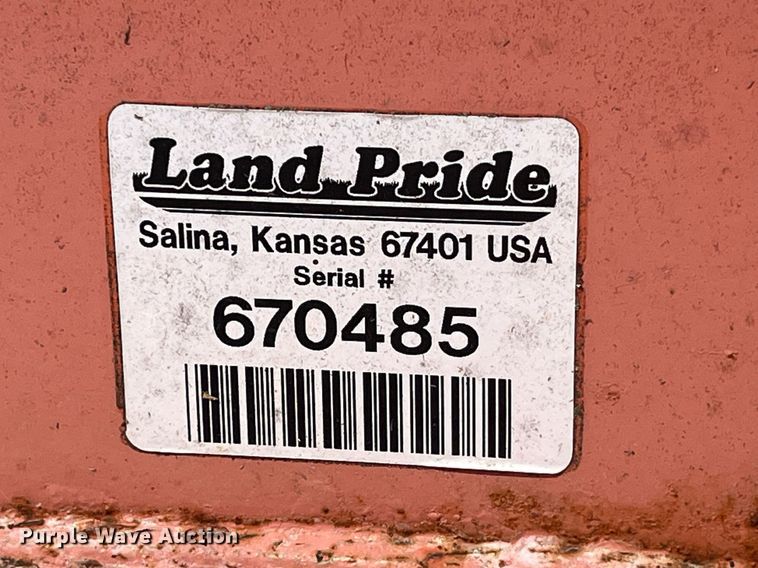 Land Pride
Salina, Kansas 67401 USA
Serial #
670485
Purple Wave Auction